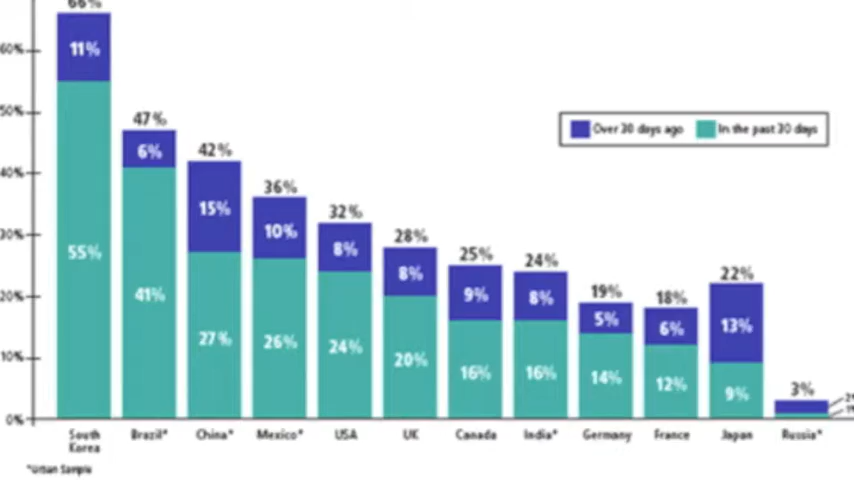 66%
60%
11%
50%
47%
Over 30 days ago
In the past 30 days
6%
42%
40%
36%
15%
32%
10%
30%
28%
8%
25%
24%
55%
8%
22%
41%
9%
8%
19%
18%
20%
5%
6%
13%
27%
26%
24%
20%
10%
16%
16%
14%
12%
9%
3%
0%
South Korea
Brazil*
China*
Mexico*
USA
UK
Canada
India*
Germany
France
Japan
Russia*
*Urban Sample